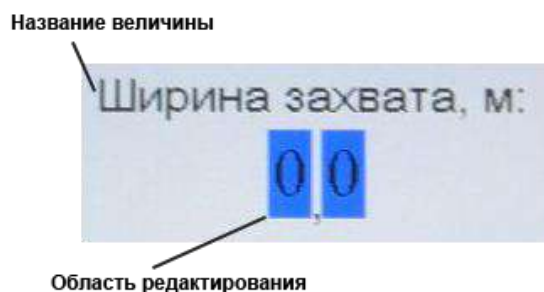 Название величины
Ширина захвата, м:
0,0
Область редактирования